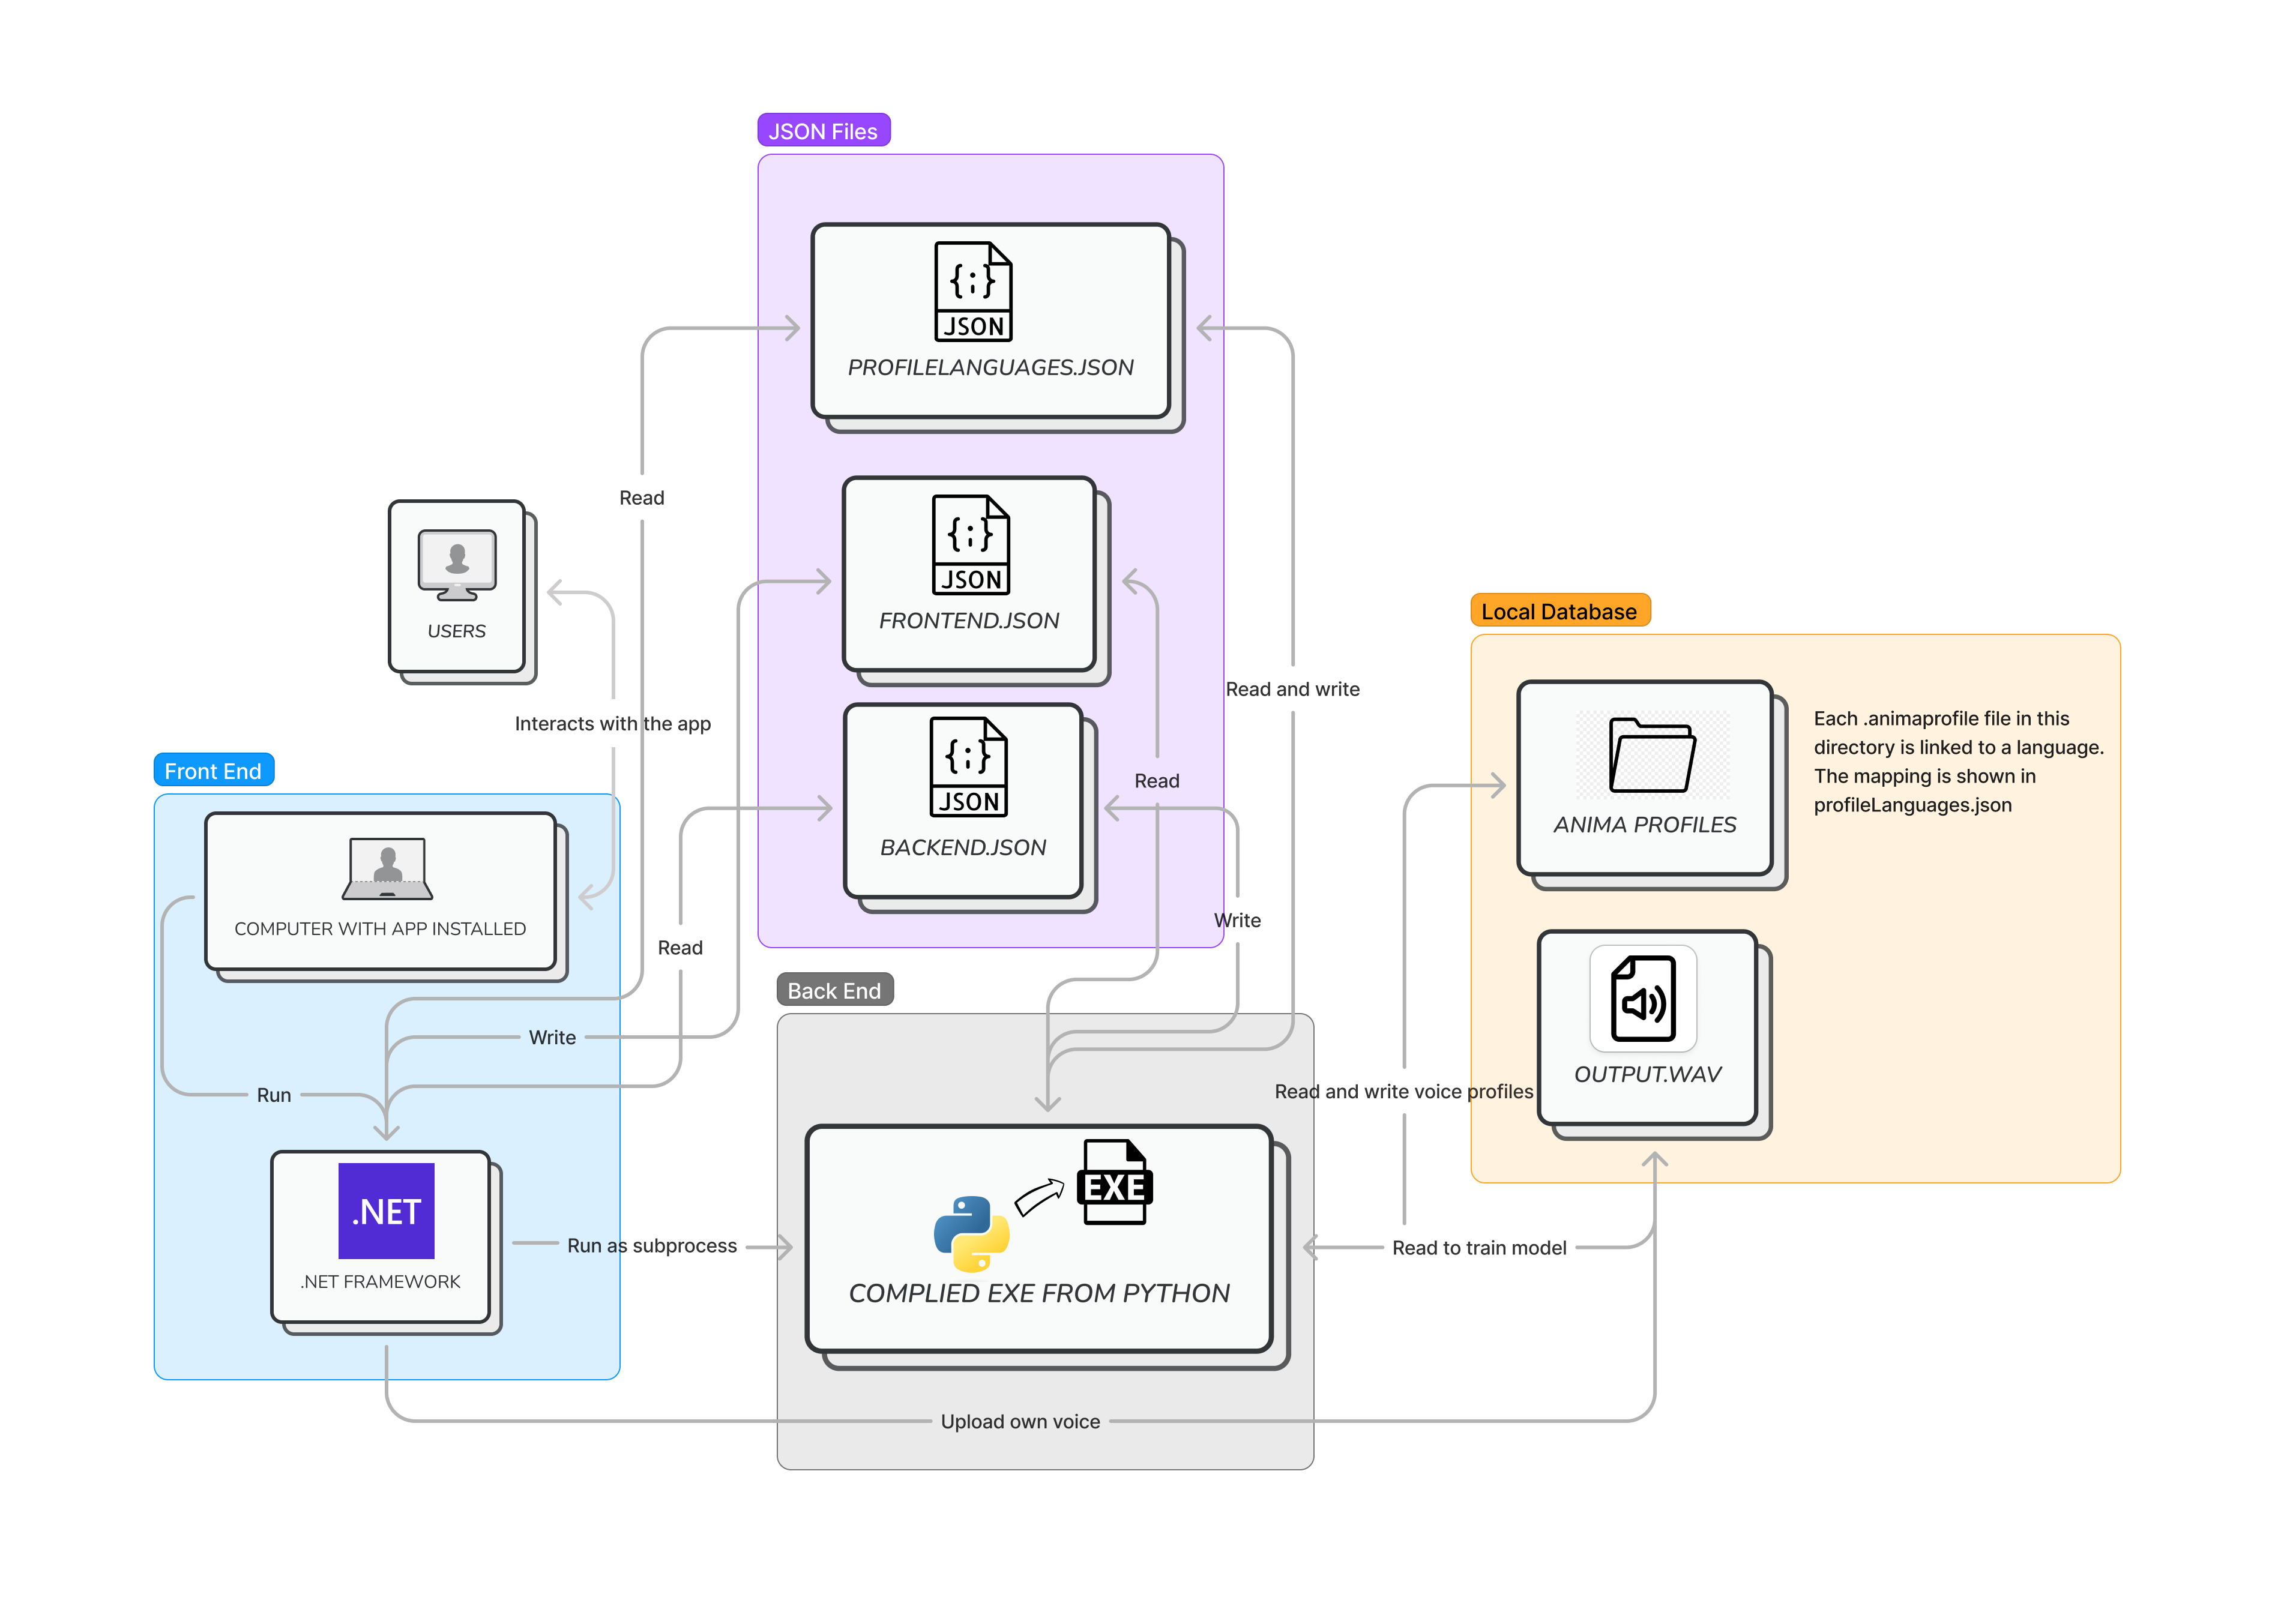 JSON Files
{;}
JSON
PROFILELANGUAGES.JSON
Read
{;}
JSON
FRONTEND.JSON
USERS
Interacts with the app
Read and write
Local Database
Each .animaprofile file in this
directory is linked to a language.
The mapping is shown in
profileLanguages.json
ANIMA PROFILES
{;}
JSON
BACKEND.JSON
Read
Front End
COMPUTER WITH APP INSTALLED
Read
Write
Back End
Write
Run
OUTPUT.WAV
Read and write voice profiles
.NET
.NET FRAMEWORK
Run as subprocess
EXE
COMPLIED EXE FROM PYTHON
Read to train model
Upload own voice